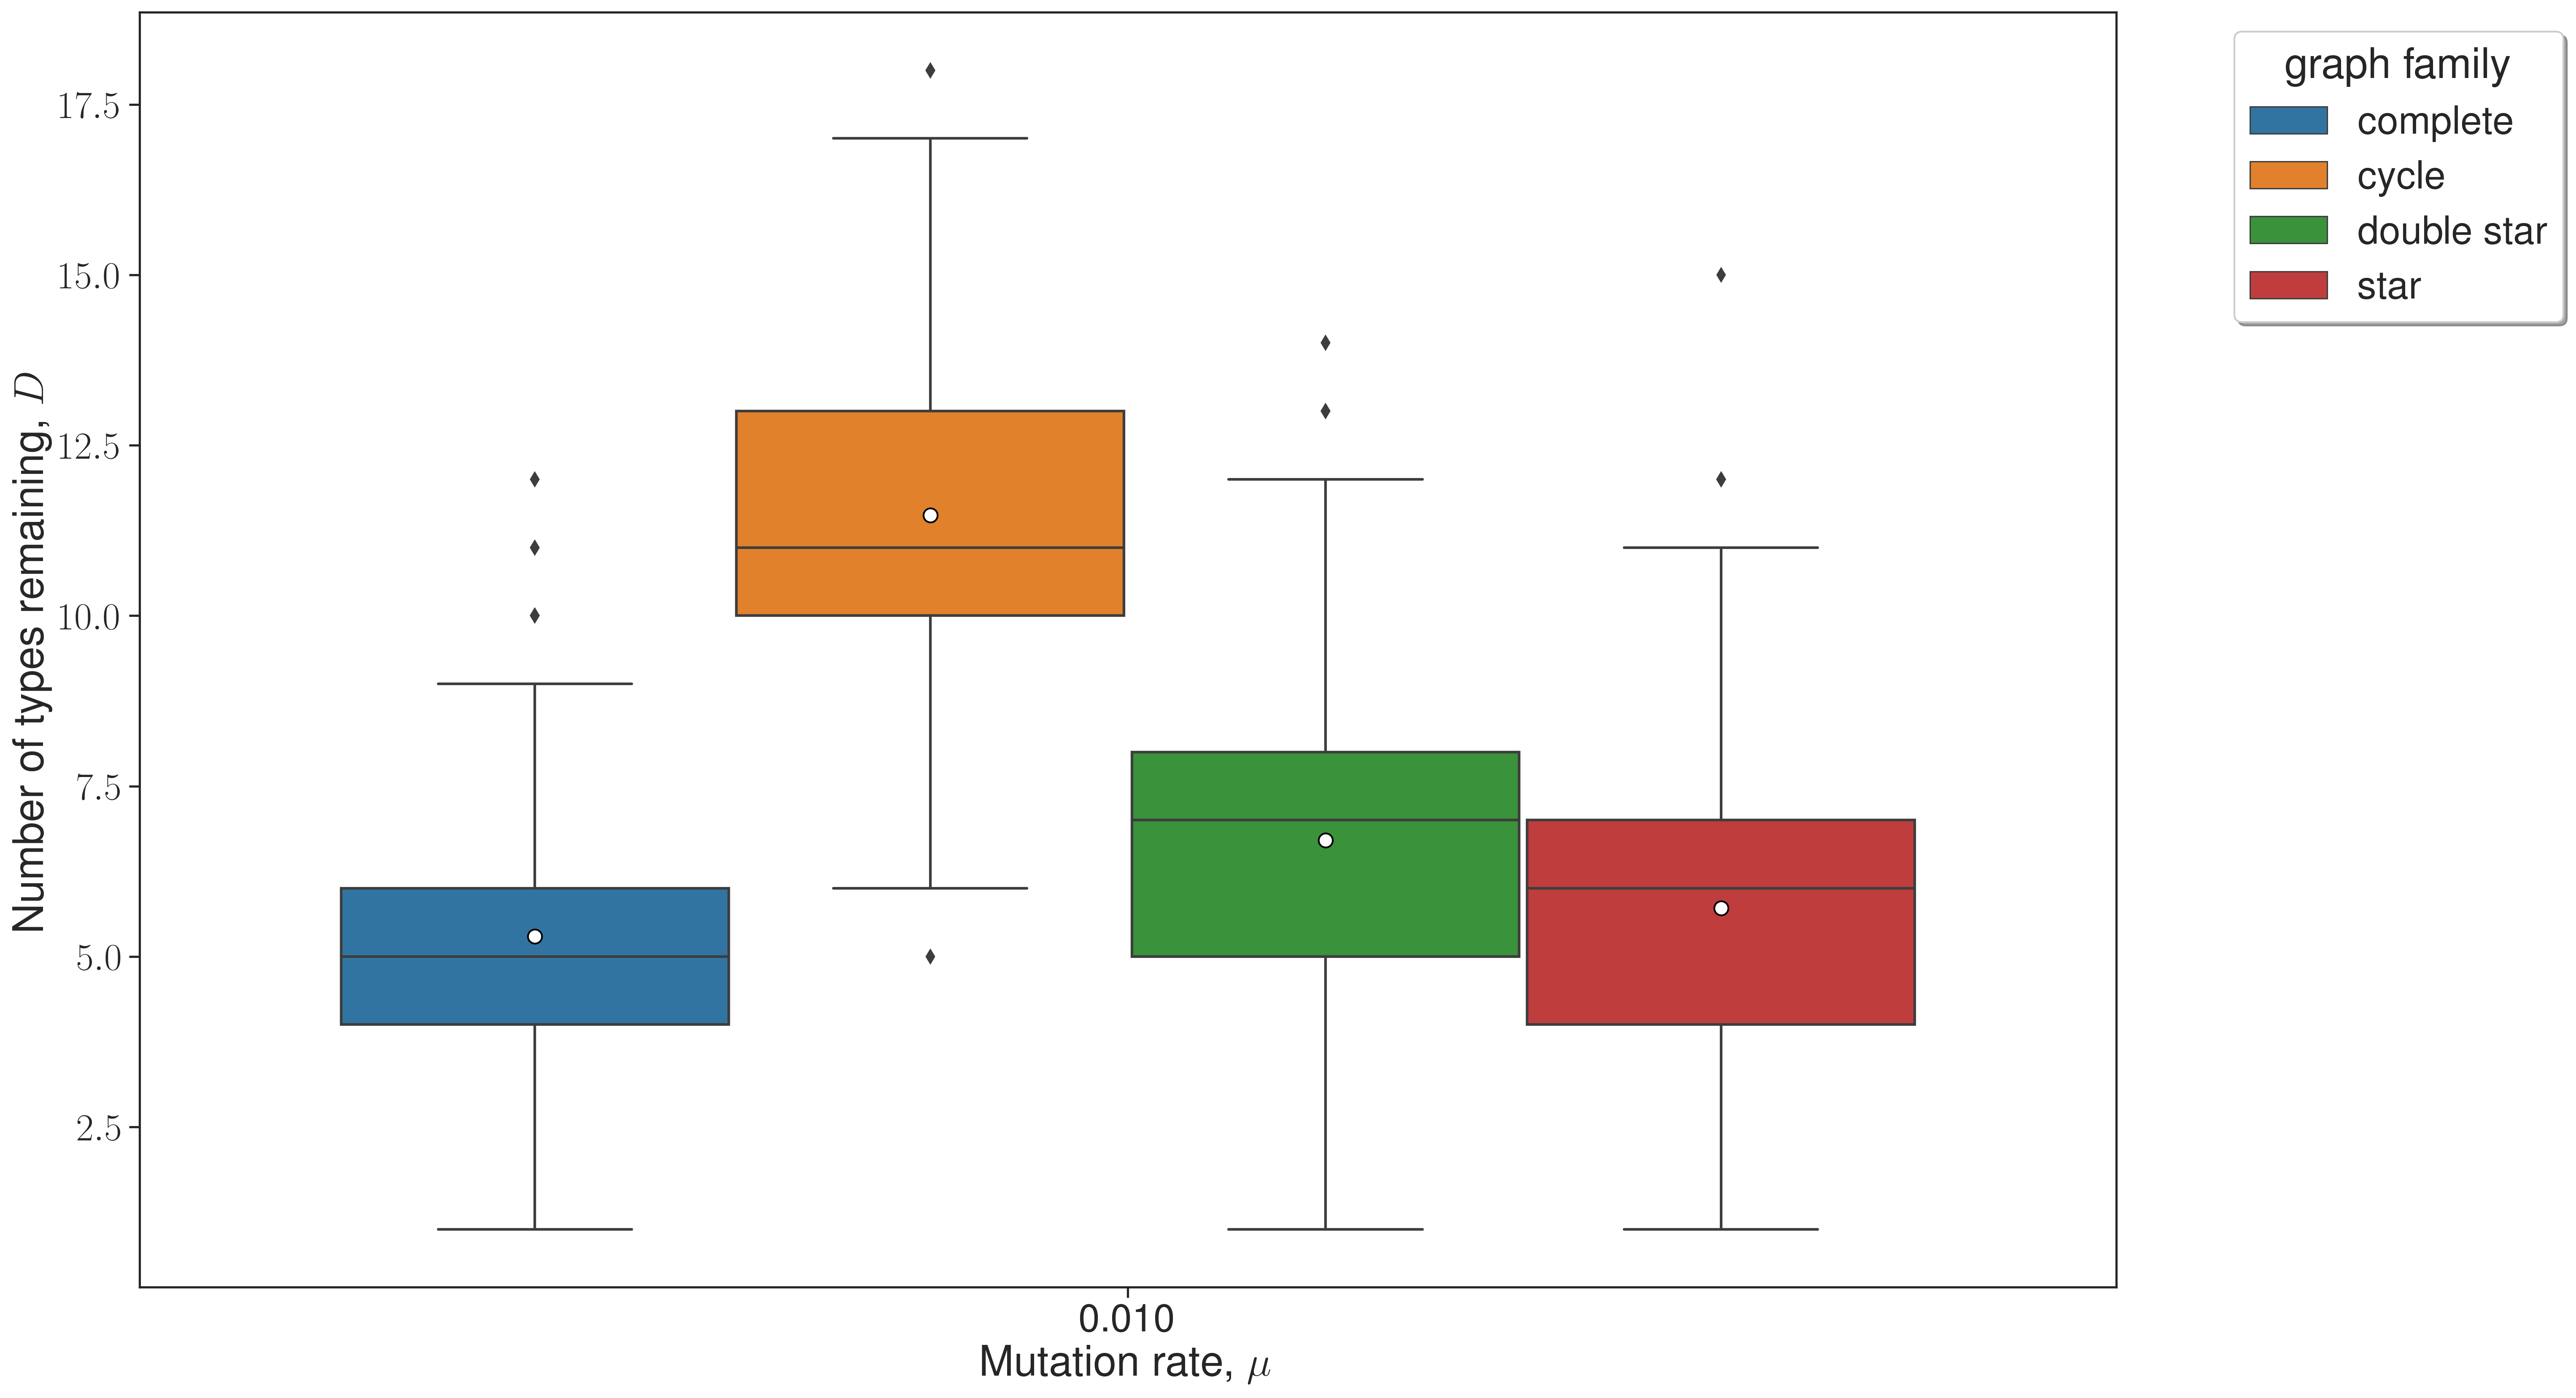 Number of types remaining, D
17.5
15.0
12.5
10.0
7.5
5.0
2.5
0.010
Mutation rate, μ
graph family
complete
cycle
double star
star